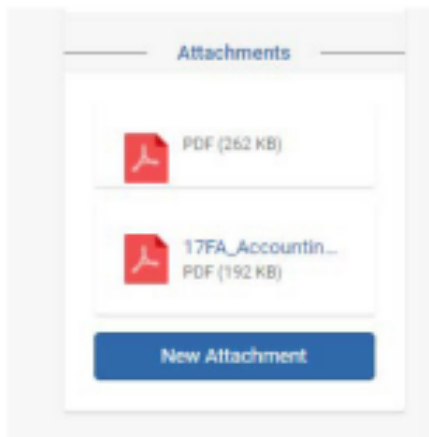 Attachments
PDF (262 KB)
17FA_Accountin...
PDF (192 KB)
New Attachment